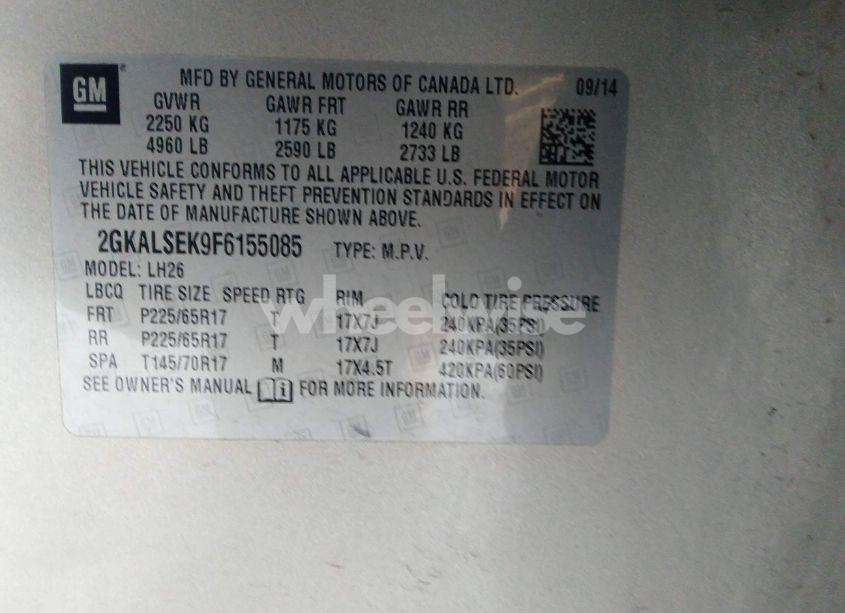 GM
MFD BY GENERAL MOTORS OF CANADA LTD. 09/14
GVWR GAWR FRT GAWR RR
2250 KG 1175 KG 1240 KG
4960 LB 2590 LB 2733 LB
THIS VEHICLE CONFORMS TO ALL APPLICABLE U.S. FEDERAL MOTOR
VEHICLE SAFETY AND THEFT PREVENTION STANDARDS IN EFFECT ON
THE DATE OF MANUFACTURE SHOWN ABOVE.
2GKALSEK9F6155085 TYPE: M.P.V.
MODEL: LH26
LBCQ TIRE SIZE SPEED RTG RIM COLD TIRE PRESSURE
FRT P225/65R17 T 17X7J 240KPA(35PSI)
RR P225/65R17 T 17X7J 240KPA(35PSI)
SPA T145/70R17 M 17X4.5T 420KPA(60PSI)
SEE OWNER'S MANUAL FOR MORE INFORMATION.
wheelwise